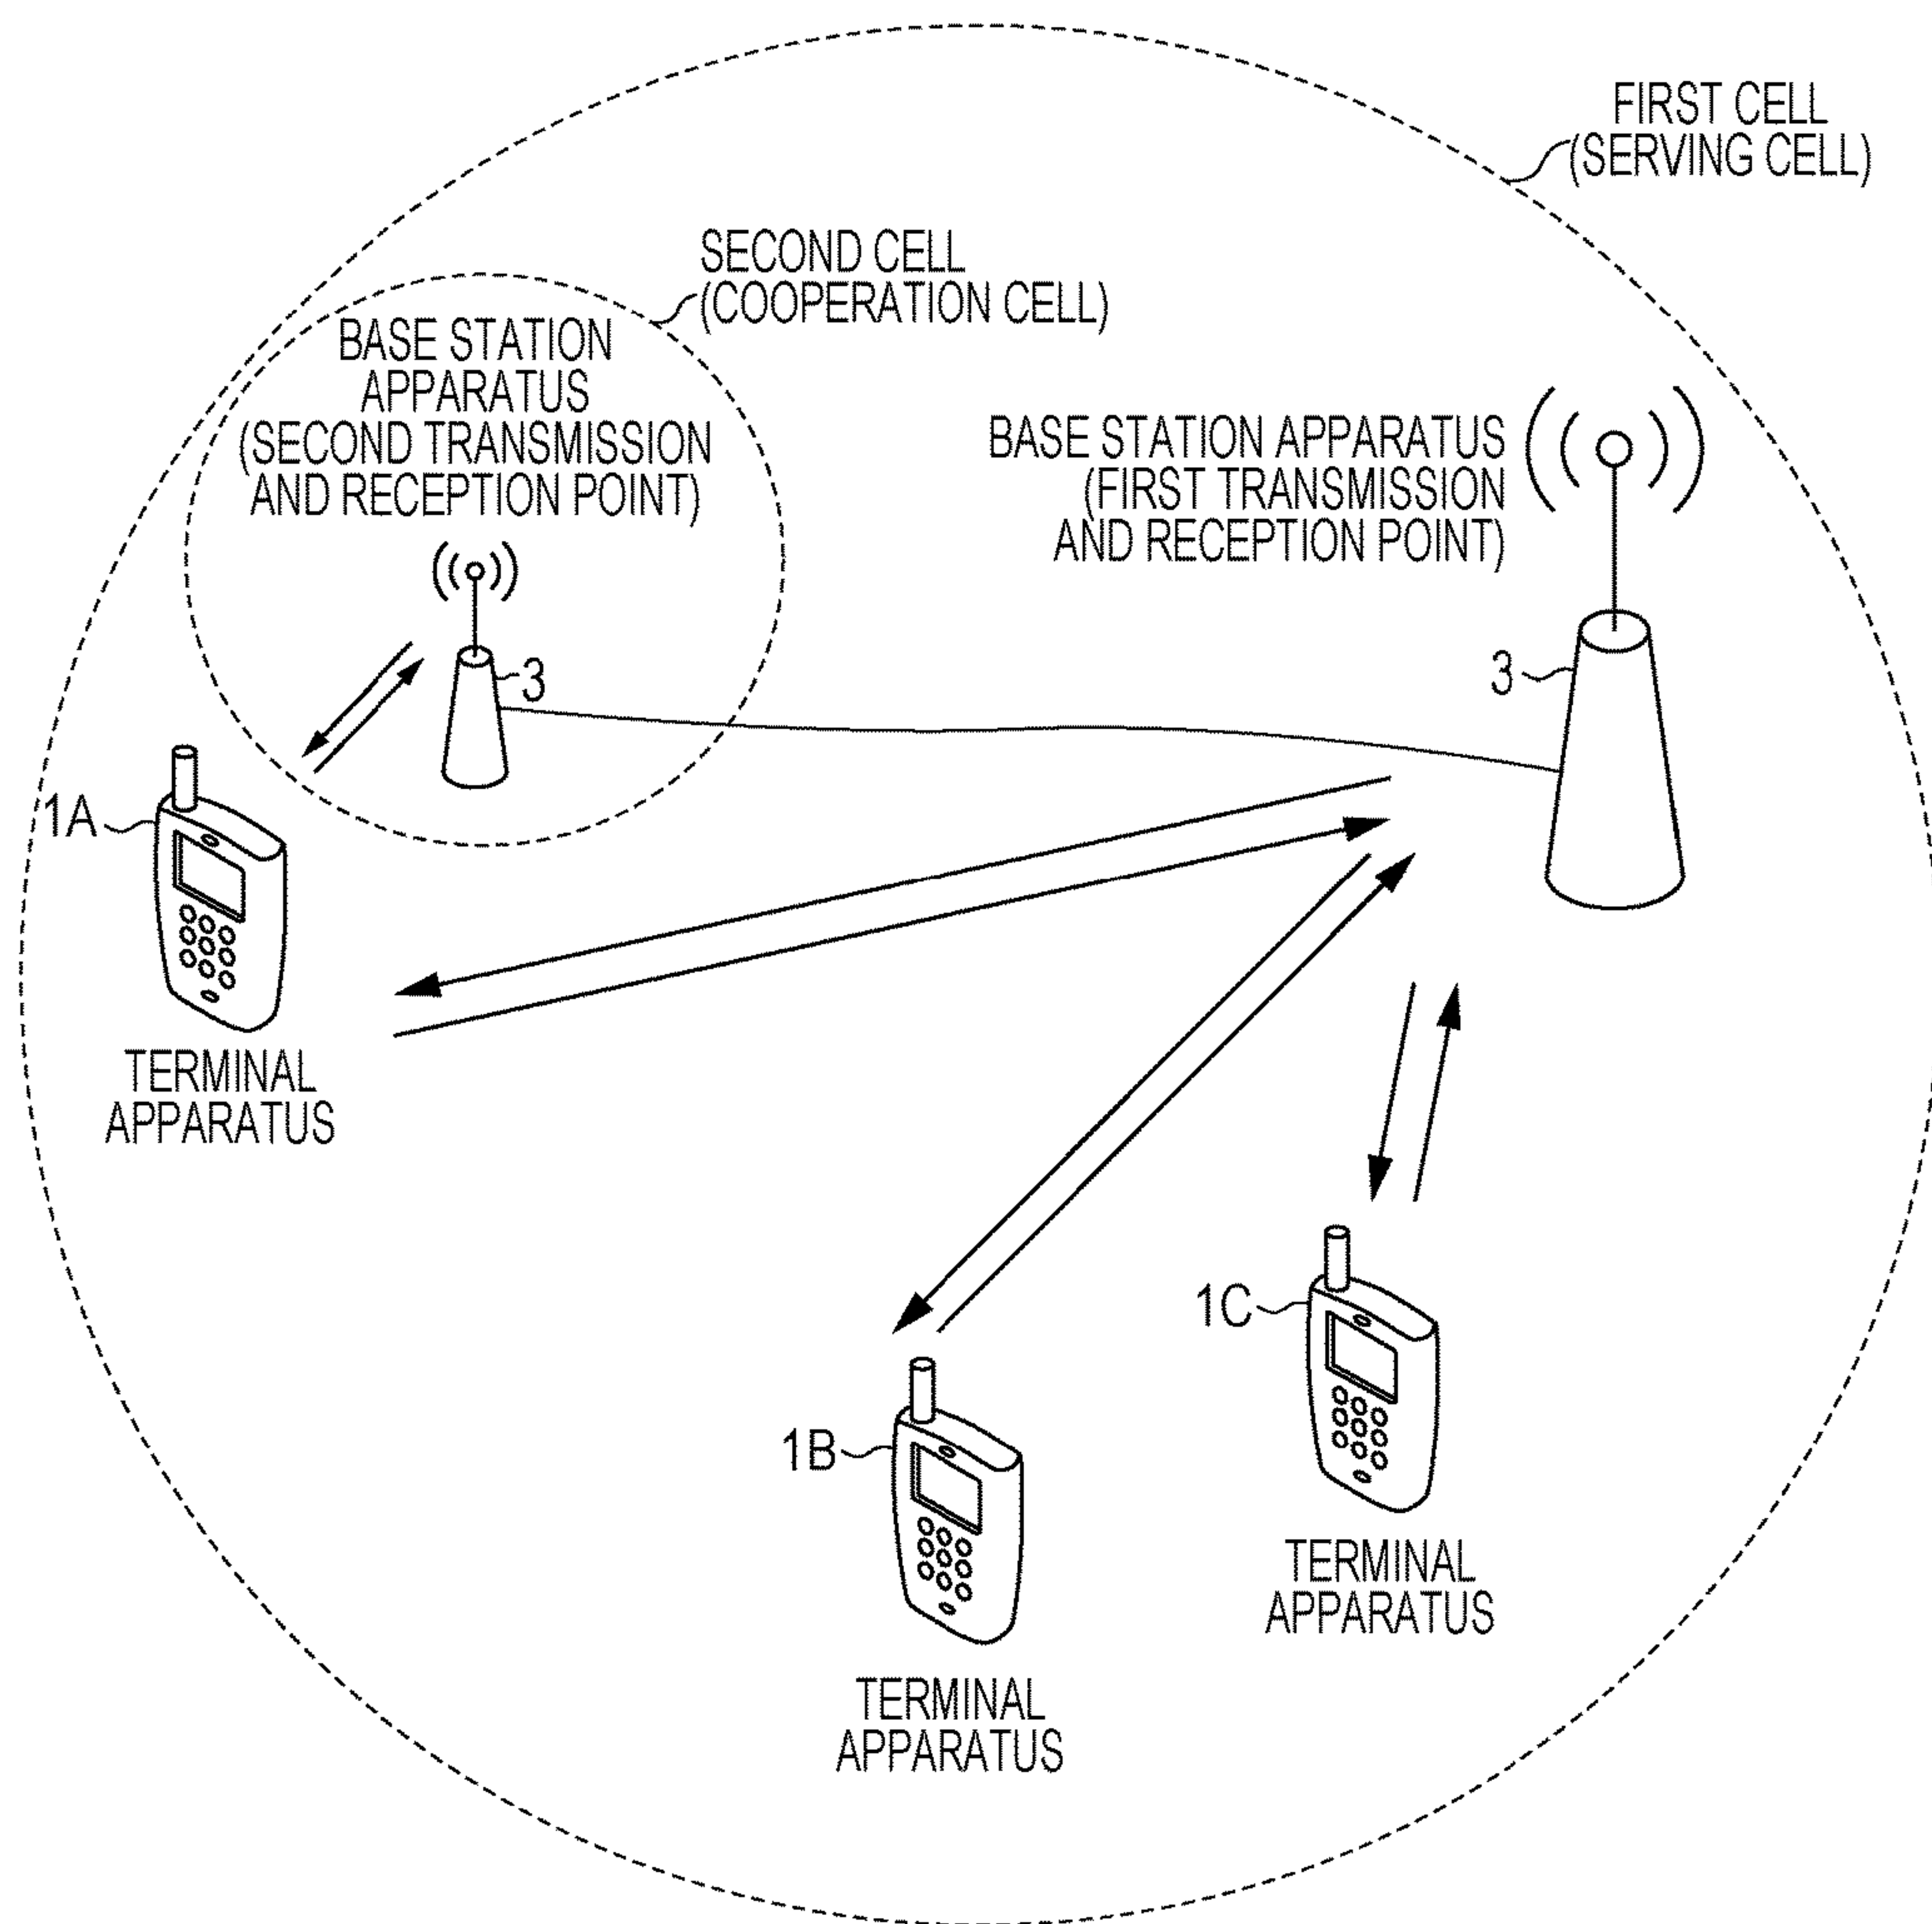 FIRST CELL
(SERVING CELL)
SECOND CELL
(COOPERATION CELL)
BASE STATION
APPARATUS
(SECOND TRANSMISSION
AND RECEPTION POINT)
BASE STATION APPARATUS
(FIRST TRANSMISSION
AND RECEPTION POINT)
3
3
1A
TERMINAL
APPARATUS
1C
1B
TERMINAL
APPARATUS
TERMINAL
APPARATUS